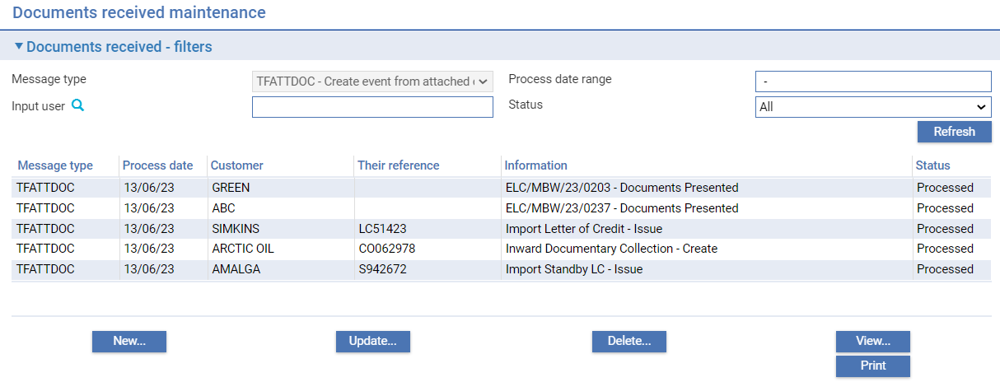 Documents received maintenance
Documents received - filters
Message type TFATTDOC - Create event from attached Process date range -
Input user Status All
Refresh
Message type Process date Customer Their reference Information Status
TFATTDOC 13/06/23 GREEN ELC/MBW/23/0203 - Documents Presented Processed
TFATTDOC 13/06/23 ABC ELC/MBW/23/0237 - Documents Presented Processed
TFATTDOC 13/06/23 SIMKINS LC51423 Import Letter of Credit - Issue Processed
TFATTDOC 13/06/23 ARCTIC OIL CO062978 Inward Documentary Collection - Create Processed
TFATTDOC 13/06/23 AMALGA S942672 Import Standby LC - Issue Processed
New... Update... Delete... View...
Print